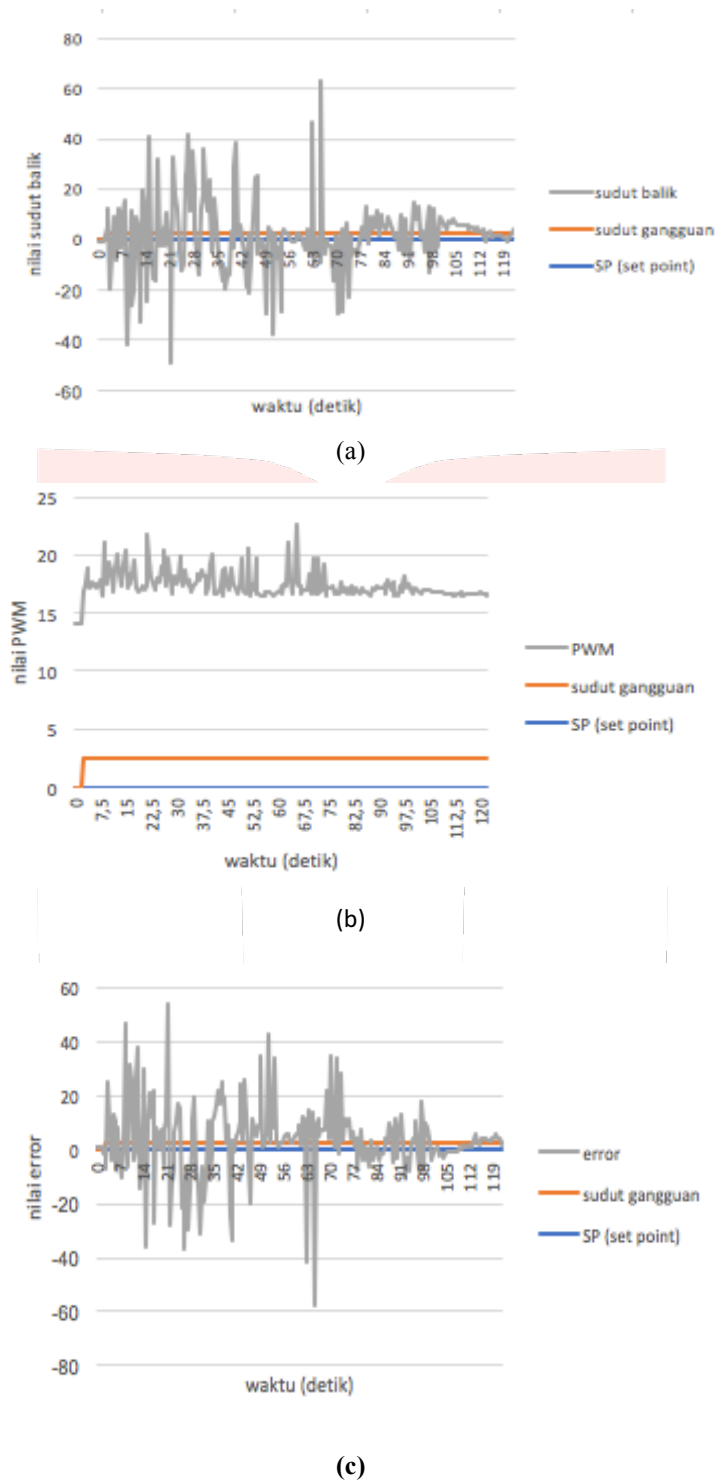 80
60
40
20
0
-20
-40
-60
nilai sudut balik
0 7 14 21 28 35 42 49 56 63 70 77 84 91 98 105 112 119
waktu (detik)
sudut balik
sudut gangguan
SP (set point)
(a)
25
20
15
10
5
0
nilai PWM
0 7,5 15 22,5 30 37,5 45 52,5 60 67,5 75 82,5 90 97,5 105 112,5 120
waktu (detik)
PWM
sudut gangguan
SP (set point)
(b)
60
40
20
0
-20
-40
-60
-80
nilai error
0 7 14 21 28 35 42 49 56 63 70 77 84 91 98 105 112 119
waktu (detik)
error
sudut gangguan
SP (set point)
(c)